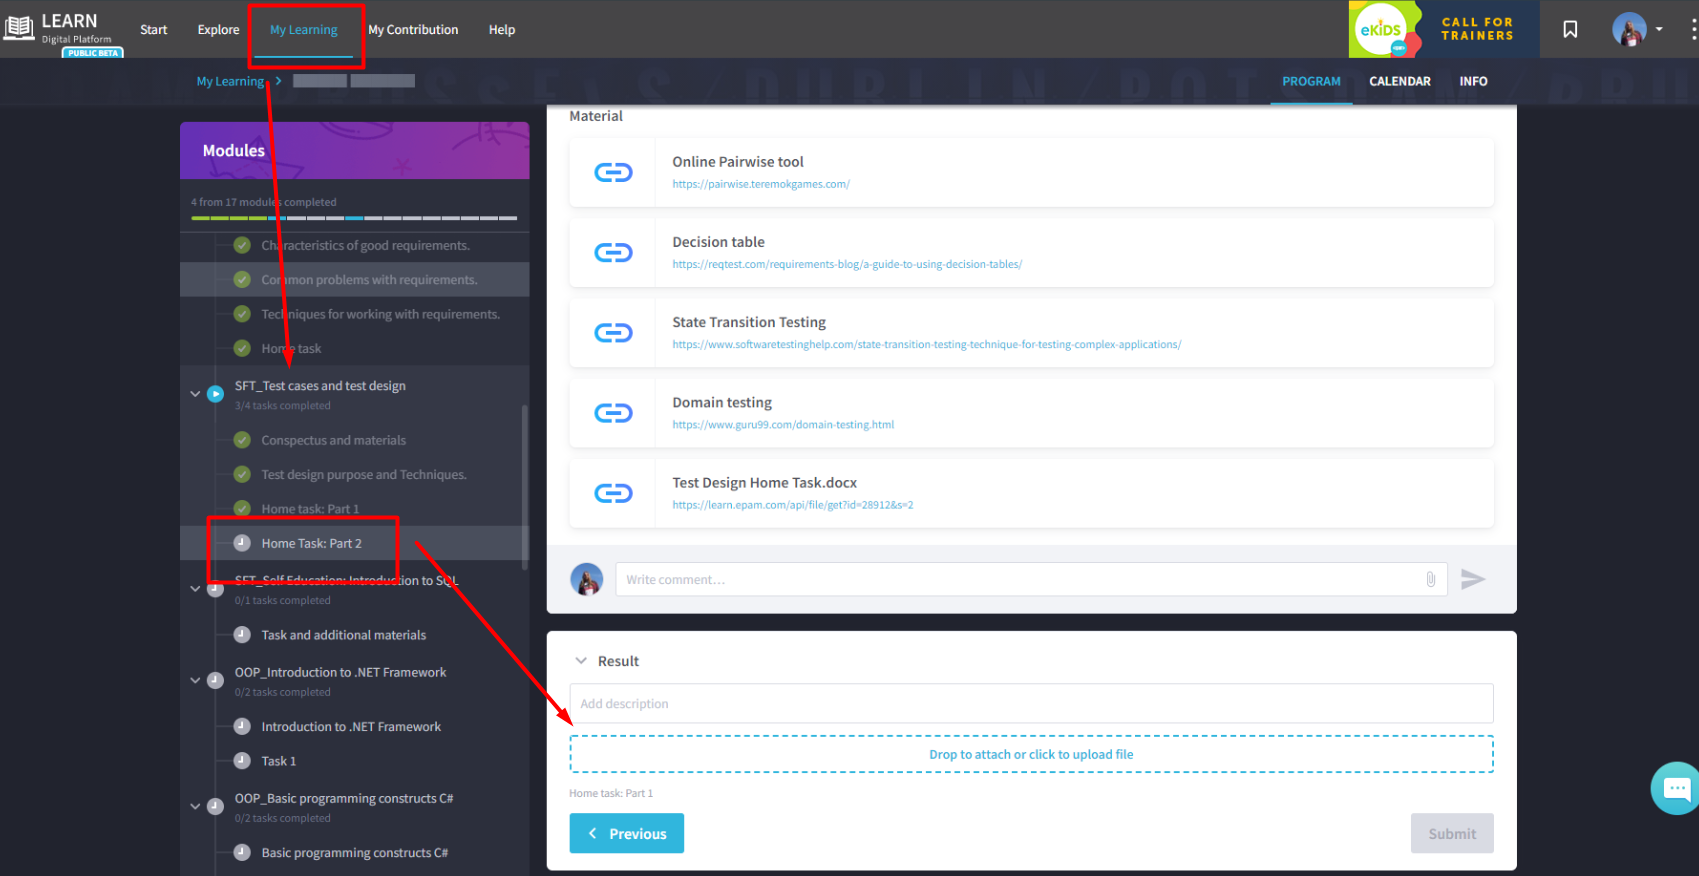 LEARN
Digital Platform
PUBLIC BETA
Start
Explore
My Learning
My Contribution
Help
eKiDS
CALL FOR
TRAINERS
My Learning
PROGRAM
CALENDAR
INFO
Modules
4 from 17 modules completed
Characteristics of good requirements.
Common problems with requirements.
Techniques for working with requirements.
Home task
SFT_Test cases and test design
3/4 tasks completed
Conspectus and materials
Test design purpose and Techniques.
Home task: Part 1
Home Task: Part 2
SFT_Self Education: Introduction to SQL
0/1 tasks completed
Task and additional materials
OOP_Introduction to .NET Framework
0/2 tasks completed
Introduction to .NET Framework
Task 1
OOP_Basic programming constructs C#
0/2 tasks completed
Basic programming constructs C#
Material
Online Pairwise tool
https://pairwise.teremokgames.com/
Decision table
https://reqtest.com/requirements-blog/a-guide-to-using-decision-tables/
State Transition Testing
https://www.softwaretestinghelp.com/state-transition-testing-technique-for-testing-complex-applications/
Domain testing
https://www.guru99.com/domain-testing.html
Test Design Home Task.docx
https://learn.epam.com/api/file/get?id=28912&s=2
Write comment...
Result
Add description
Drop to attach or click to upload file
Home task: Part 1
Previous
Submit